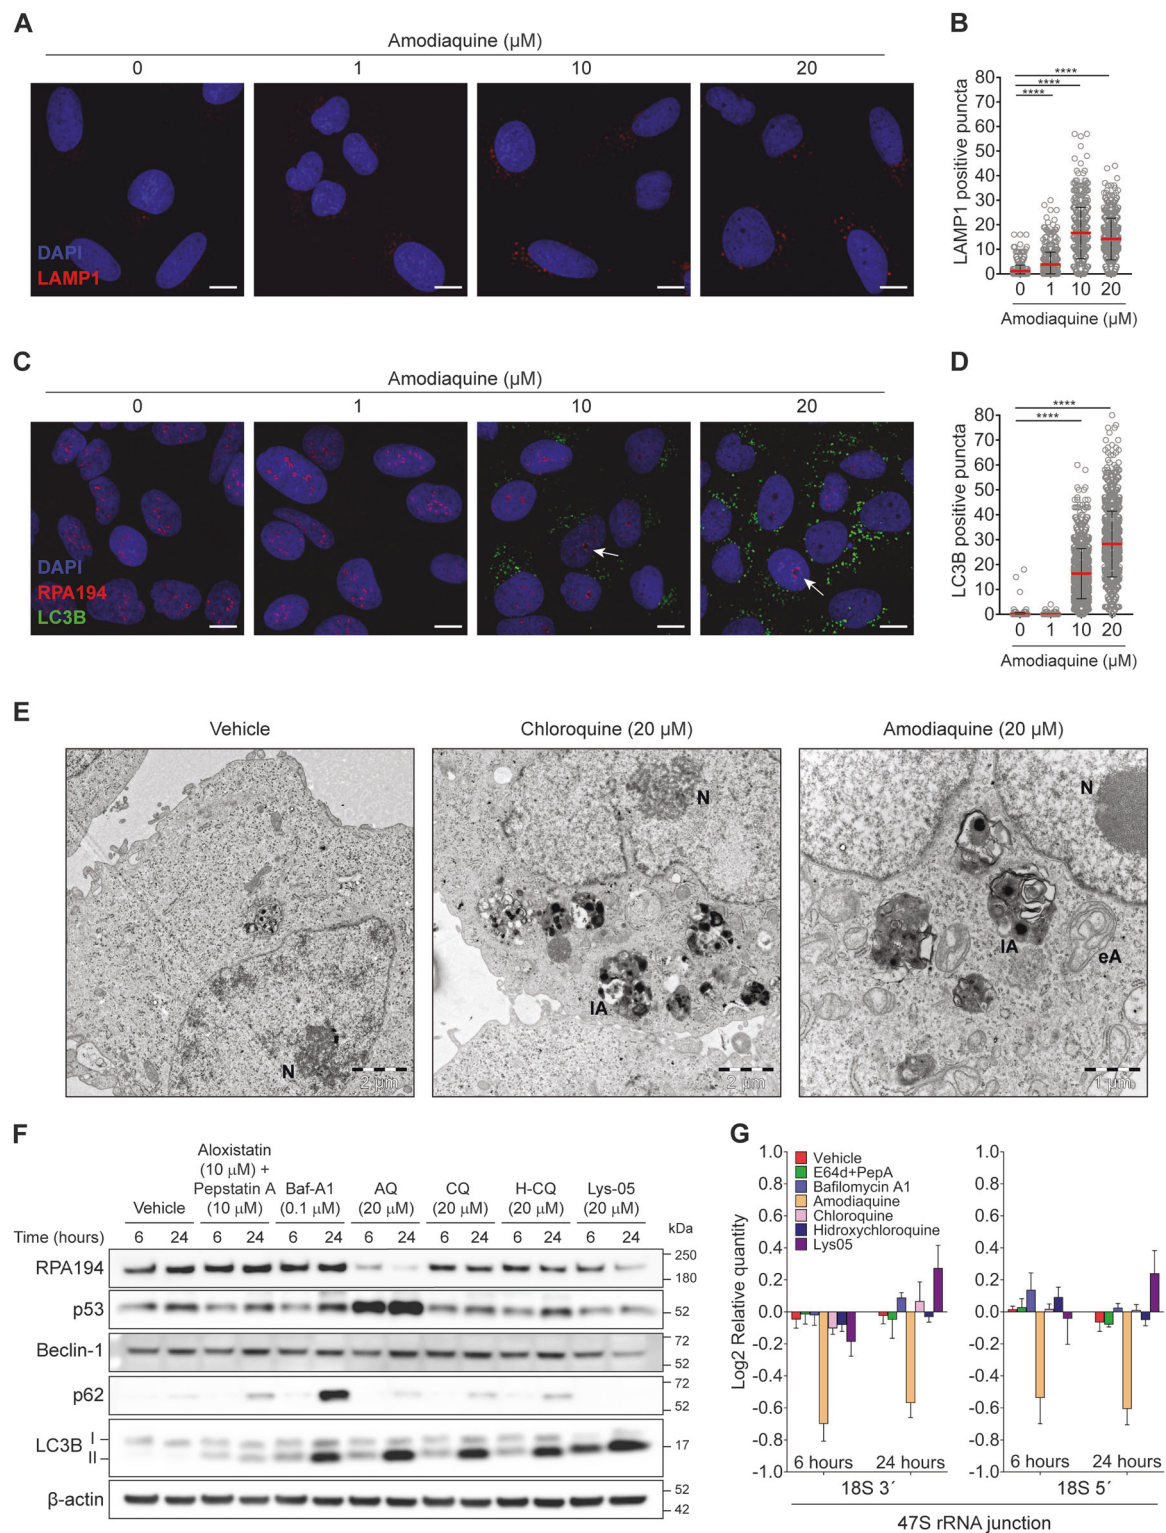 A
Amodiaquine (µM)
0 1 10 20
DAPI
LAMP1
B
LAMP1 positive puncta
80
70
60
50
40
30
20
10
0
****
****
****
0 1 10 20
Amodiaquine (µM)
C
Amodiaquine (µM)
0 1 10 20
DAPI
RPA194
LC3B
D
LC3B positive puncta
80
70
60
50
40
30
20
10
0
****
****
0 1 10 20
Amodiaquine (µM)
E
Vehicle Chloroquine (20 µM) Amodiaquine (20 µM)
N
2 µm
N
lA
2 µm
N
lA
eA
1 µm
F
Aloxistatin
(10 µM) +
Pepstatin A Baf-A1 AQ CQ H-CQ Lys-05
Vehicle (10 µM) (0.1 µM) (20 µM) (20 µM) (20 µM) (20 µM)
Time (hours) 6 24 6 24 6 24 6 24 6 24 6 24 6 24 kDa
RPA194 250
180
p53 52
Beclin-1 72
52
p62 72
52
LC3B I 17
II
β-actin 52
42
G
Log2 Relative quantity
1.0
0.8
0.6
0.4
0.2
0.0
-0.2
-0.4
-0.6
-0.8
-1.0
Vehicle
E64d+PepA
Bafilomycin A1
Amodiaquine
Chloroquine
Hidroxychloroquine
Lys05
6 hours 24 hours
18S 3´
1.0
0.8
0.6
0.4
0.2
0.0
-0.2
-0.4
-0.6
-0.8
-1.0
6 hours 24 hours
18S 5´
47S rRNA junction